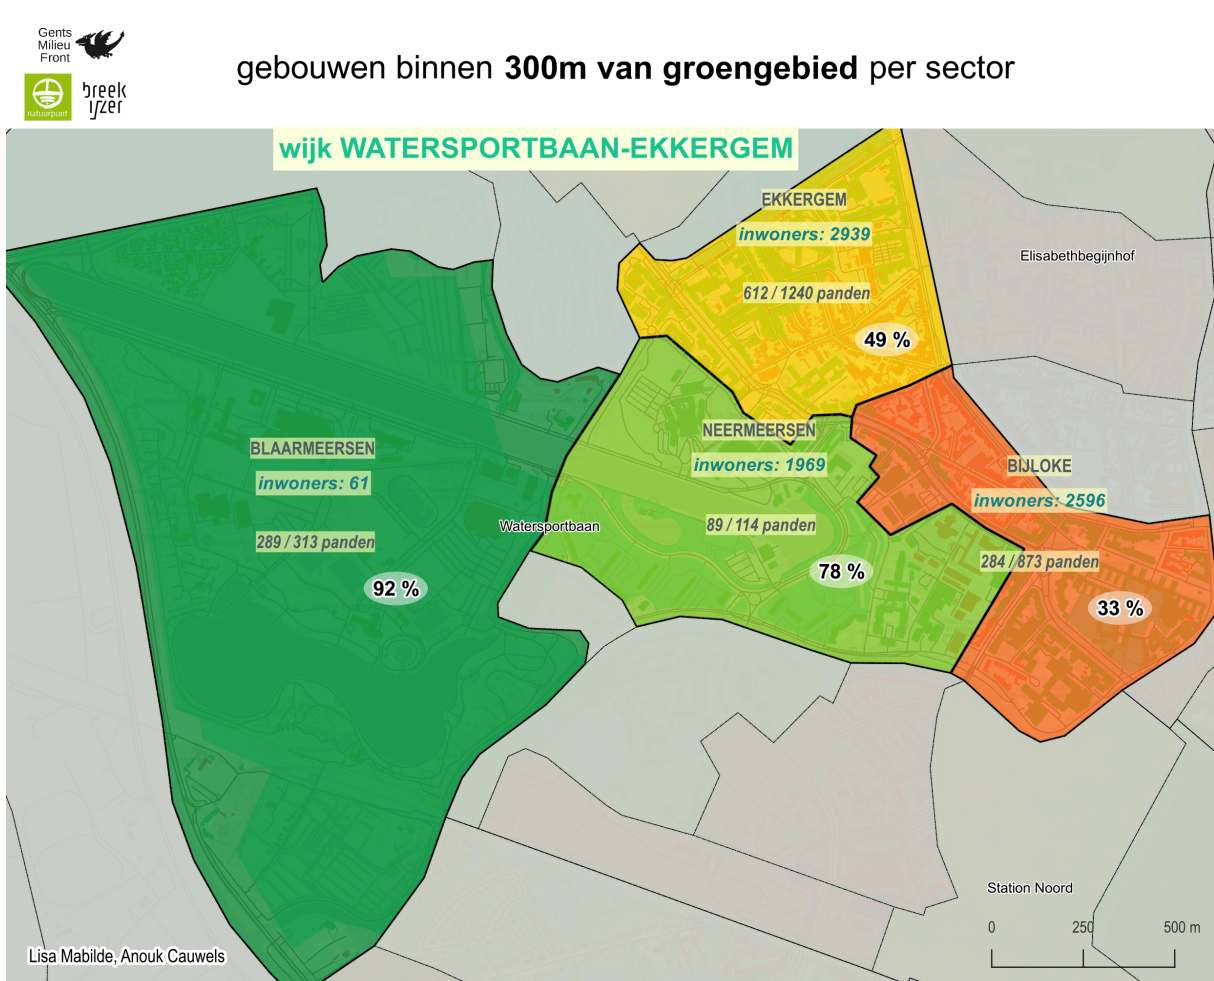 Gents
Milieu
Front
natuurpunt
breek
ijzer
gebouwen binnen 300m van groengebied per sector
wijk WATERSPORTBAAN-EKKERGEM
EKKERGEM
inwoners: 2939
612 / 1240 panden
49 %
Elisabethbegijnhof
BLAARMEERSEN
inwoners: 61
289 / 313 panden
92 %
NEERMEERSEN
inwoners: 1969
89 / 114 panden
78 %
Watersportbaan
BIJLOKE
inwoners: 2596
284 / 873 panden
33 %
Station Noord
0 250 500 m
Lisa Mabilde, Anouk Cauwels